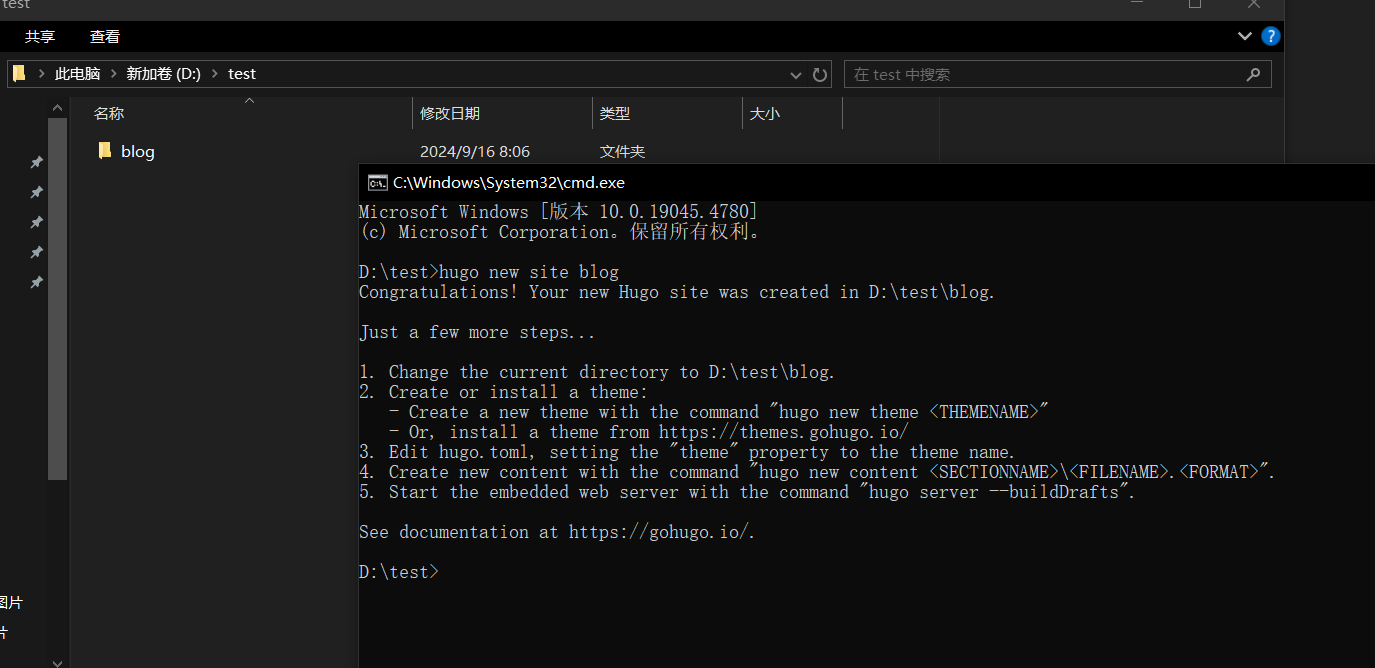 test
共享 查看
此电脑 新加卷 (D:) test 在 test 中搜索
名称 修改日期 类型 大小
blog 2024/9/16 8:06 文件夹
C:\Windows\System32\cmd.exe
Microsoft Windows [版本 10.0.19045.4780]
(c) Microsoft Corporation。保留所有权利。
D:\test>hugo new site blog
Congratulations! Your new Hugo site was created in D:\test\blog.
Just a few more steps...
1. Change the current directory to D:\test\blog.
2. Create or install a theme:
- Create a new theme with the command "hugo new theme <THEMENAME>"
- Or, install a theme from https://themes.gohugo.io/
3. Edit hugo.toml, setting the "theme" property to the theme name.
4. Create new content with the command "hugo new content <SECTIONNAME>\<FILENAME>.<FORMAT>".
5. Start the embedded web server with the command "hugo server --buildDrafts".
See documentation at https://gohugo.io/.
D:\test>
图片
片